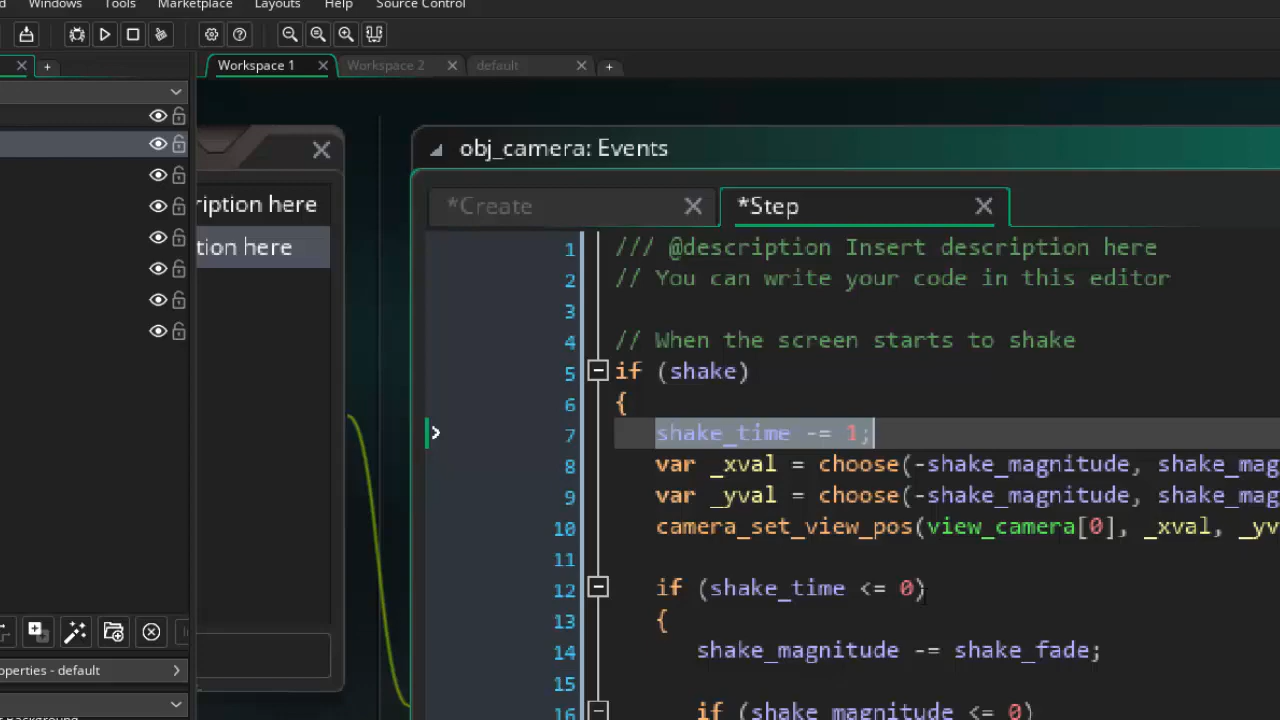 Windows Tools Marketplace Layouts Help Source Control
Workspace 1 Workspace 2 default
obj_camera: Events
ription here
tion here
*Create *Step
1 /// @description Insert description here
2 // You can write your code in this editor
3
4 // When the screen starts to shake
5 if (shake)
6 {
7 shake_time -= 1;
8 var _xval = choose(-shake_magnitude, shake_mag
9 var _yval = choose(-shake_magnitude, shake_mag
10 camera_set_view_pos(view_camera[0], _xval, _yv
11
12 if (shake_time <= 0)
13 {
14 shake_magnitude -= shake_fade;
15
16 if (shake_magnitude <= 0)
operties - default